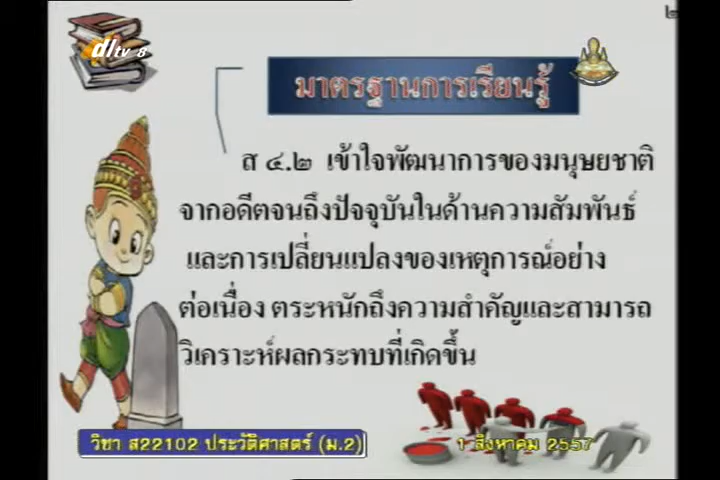 ๒
dltv 8
มาตรฐานการเรียนรู้
ส ๔.๒ เข้าใจพัฒนาการของมนุษยชาติ
จากอดีตจนถึงปัจจุบันในด้านความสัมพันธ์
และการเปลี่ยนแปลงของเหตุการณ์อย่าง
ต่อเนื่อง ตระหนักถึงความสำคัญและสามารถ
วิเคราะห์ผลกระทบที่เกิดขึ้น
วิชา ส22102 ประวัติศาสตร์ (ม.2)
1 สิงหาคม 2557